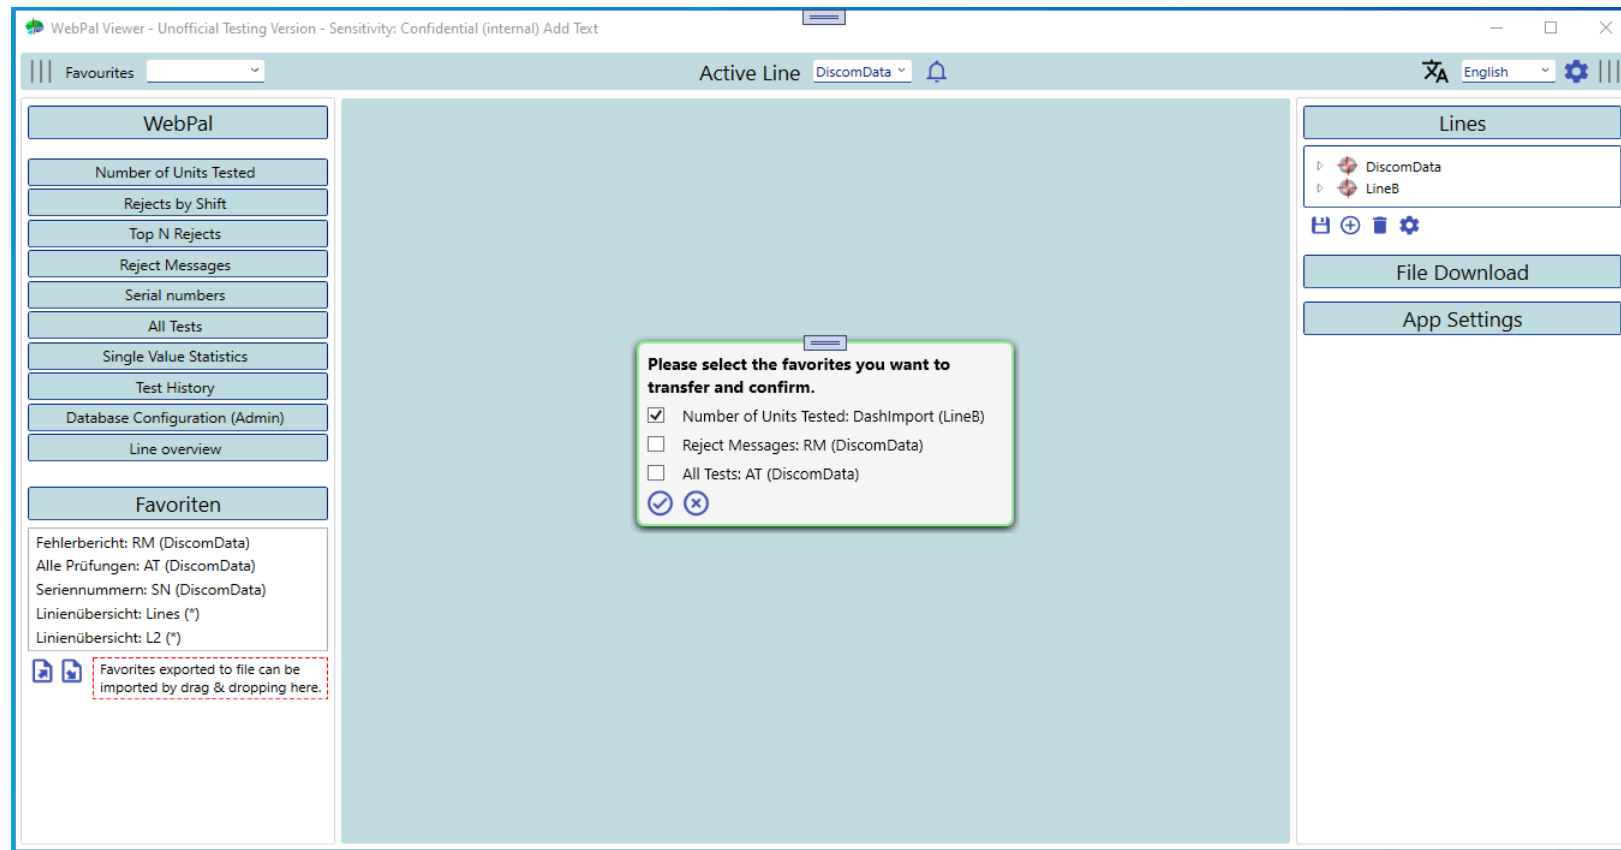 WebPal Viewer - Unofficial Testing Version - Sensitivity: Confidential (internal) Add Text
Favourites
Active Line DiscomData
English
WebPal
Number of Units Tested
Rejects by Shift
Top N Rejects
Reject Messages
Serial numbers
All Tests
Single Value Statistics
Test History
Database Configuration (Admin)
Line overview
Favoriten
Fehlerbericht: RM (DiscomData)
Alle Prüfungen: AT (DiscomData)
Seriennummern: SN (DiscomData)
Linienübersicht: Lines (*)
Linienübersicht: L2 (*)
Favorites exported to file can be
imported by drag & dropping here.
Please select the favorites you want to
transfer and confirm.
Number of Units Tested: DashImport (LineB)
Reject Messages: RM (DiscomData)
All Tests: AT (DiscomData)
Lines
DiscomData
LineB
File Download
App Settings